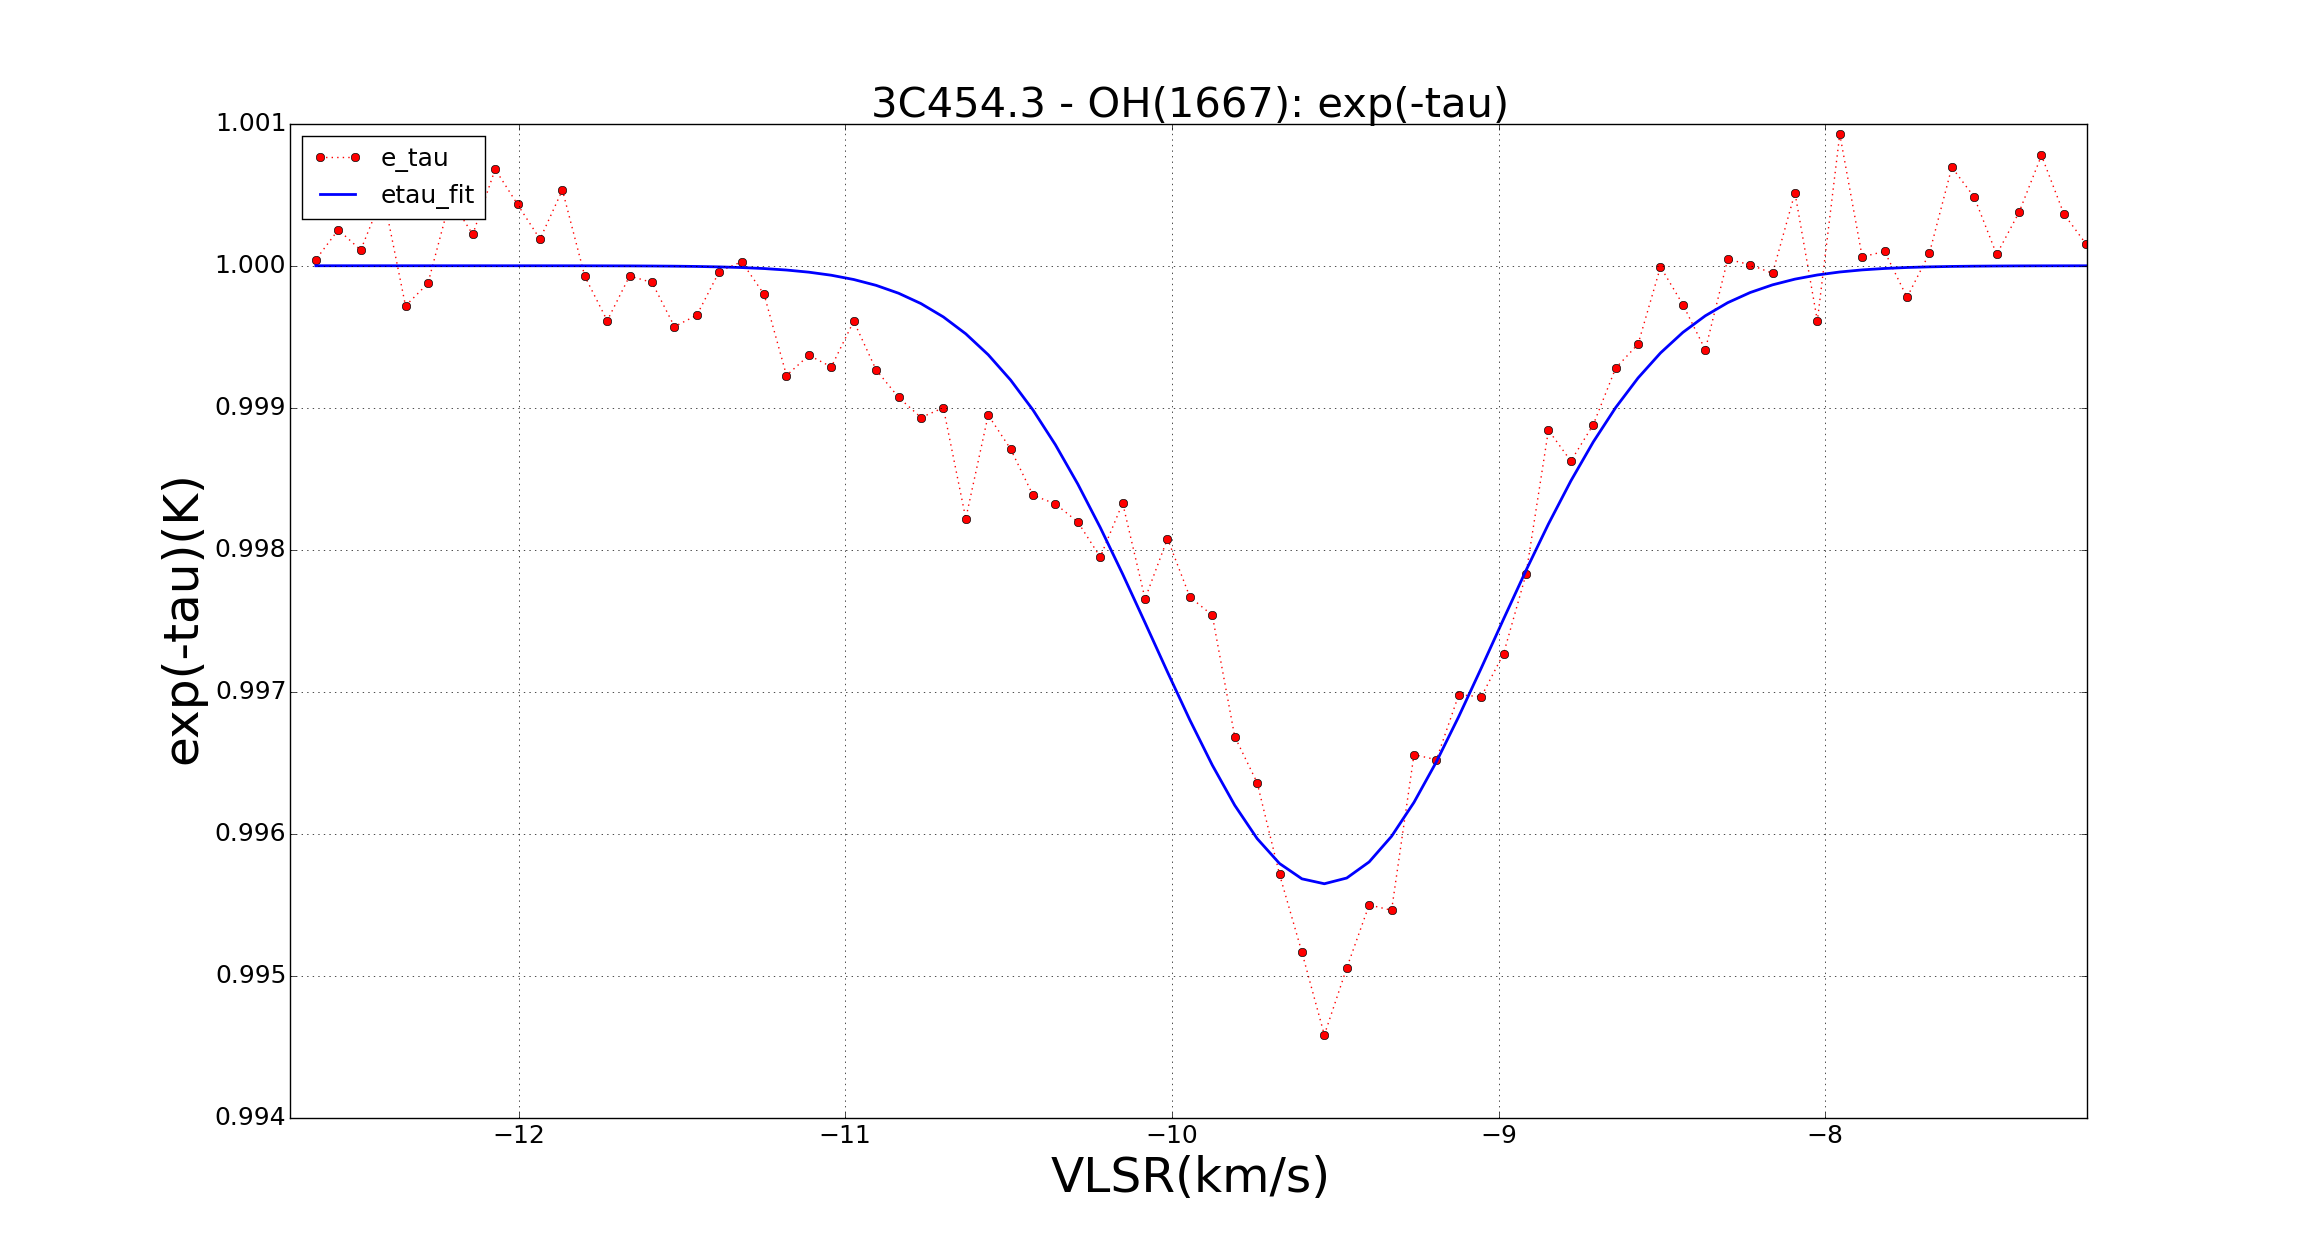 3C454.3 - OH(1667): exp(-tau)
e_tau
etau_fit
exp(-tau)(K)
1.001
1.000
0.999
0.998
0.997
0.996
0.995
0.994
−12
−11
−10
−9
−8
VLSR(km/s)